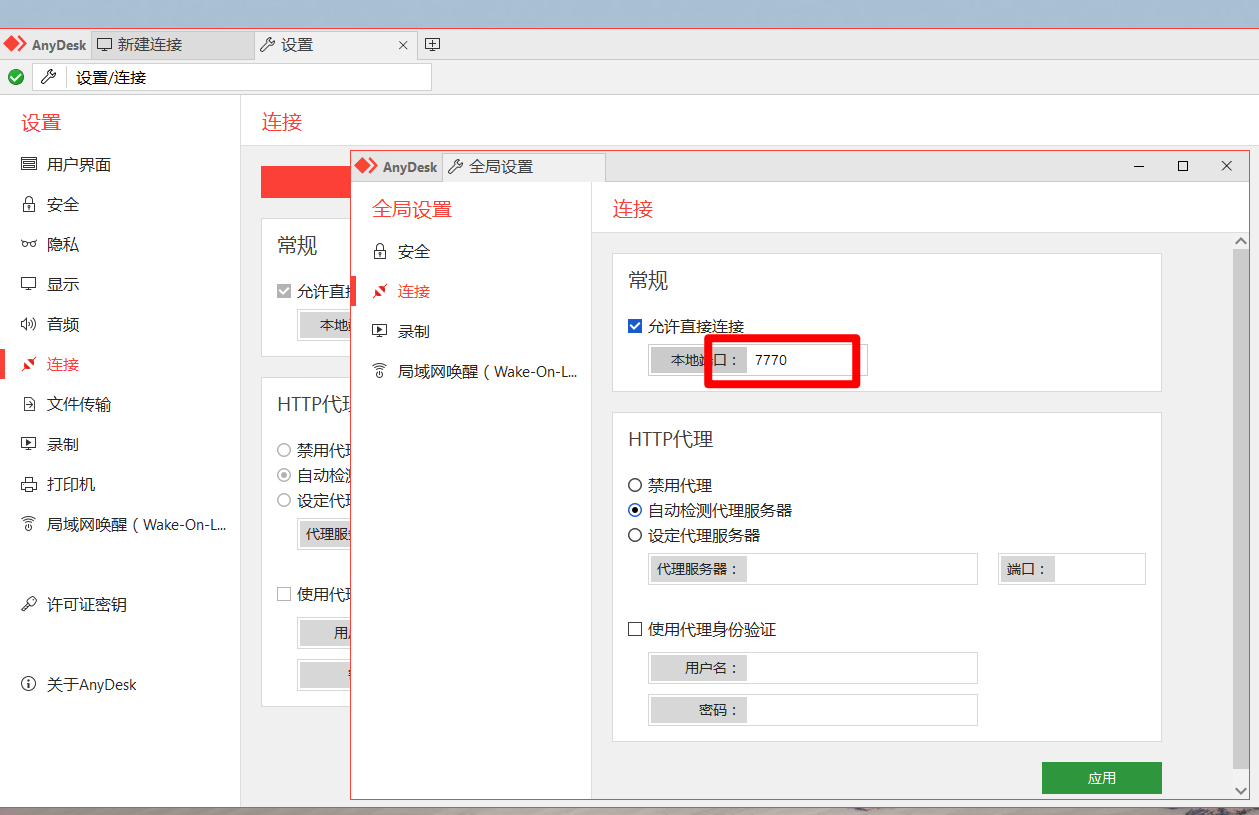 AnyDesk
新建连接
设置
设置/连接
设置
用户界面
安全
隐私
显示
音频
连接
文件传输
录制
打印机
局域网唤醒（Wake-On-L...
许可证密钥
关于AnyDesk
连接
常规
允许直
本地
HTTP代
禁用代
自动检
设定代
代理服
使用代
用
AnyDesk
全局设置
全局设置
安全
连接
录制
局域网唤醒（Wake-On-L...
连接
常规
允许直接连接
本地端口： 7770
HTTP代理
禁用代理
自动检测代理服务器
设定代理服务器
代理服务器： 端口：
使用代理身份验证
用户名：
密码：
应用